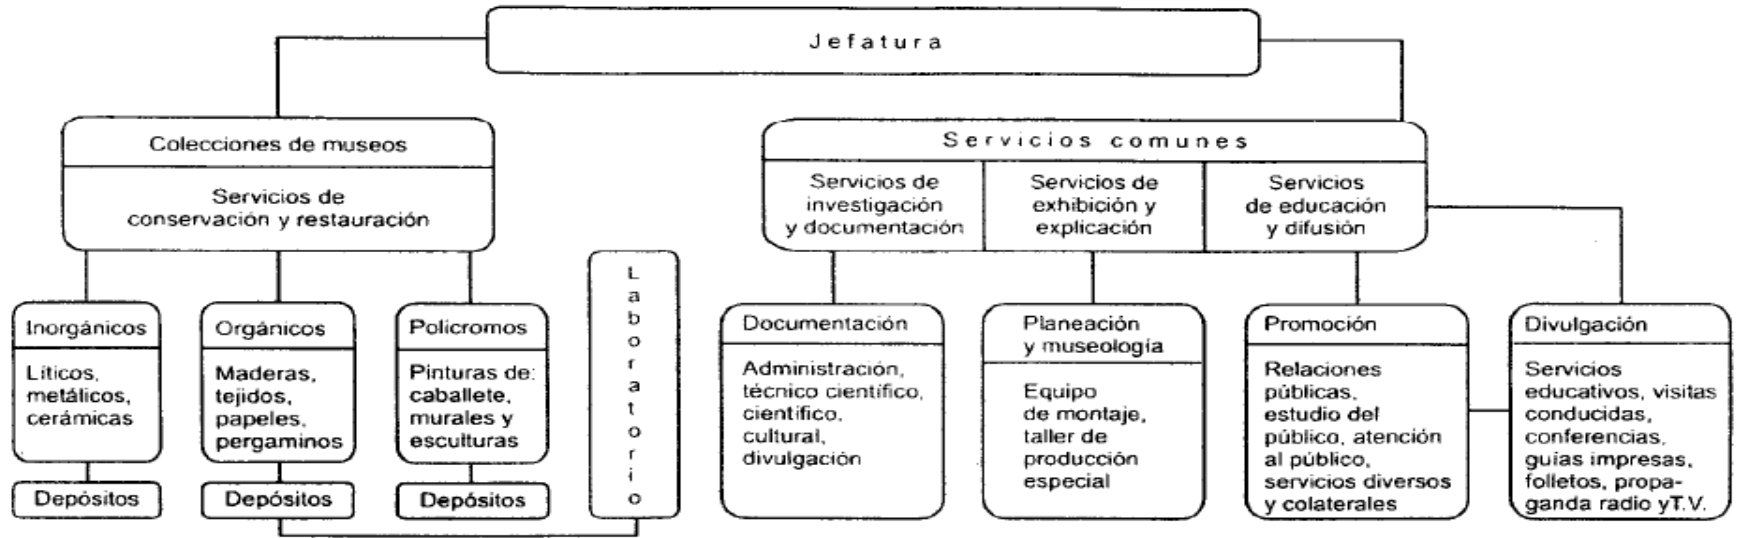 Jefatura
Colecciones de museos
Servicios de
conservación y restauración
Servicios comunes
Servicios de
investigación
y documentación
Servicios de
exhibición y
explicación
Servicios
de educación
y difusión
Inorgánicos
Líticos,
metálicos,
cerámicas
Depósitos
Orgánicos
Maderas,
tejidos,
papeles,
pergaminos
Depósitos
Policromos
Pinturas de:
caballete,
murales y
esculturas
Depósitos
Laboratorio
Documentación
Administración,
técnico científico,
científico,
cultural,
divulgación
Planeación
y museología
Equipo
de montaje,
taller de
producción
especial
Promoción
Relaciones
públicas,
estudio del
público, atención
al público,
servicios diversos
y colaterales
Divulgación
Servicios
educativos, visitas
conducidas,
conferencias,
guías impresas,
folletos, propa-
ganda radio yT.V.